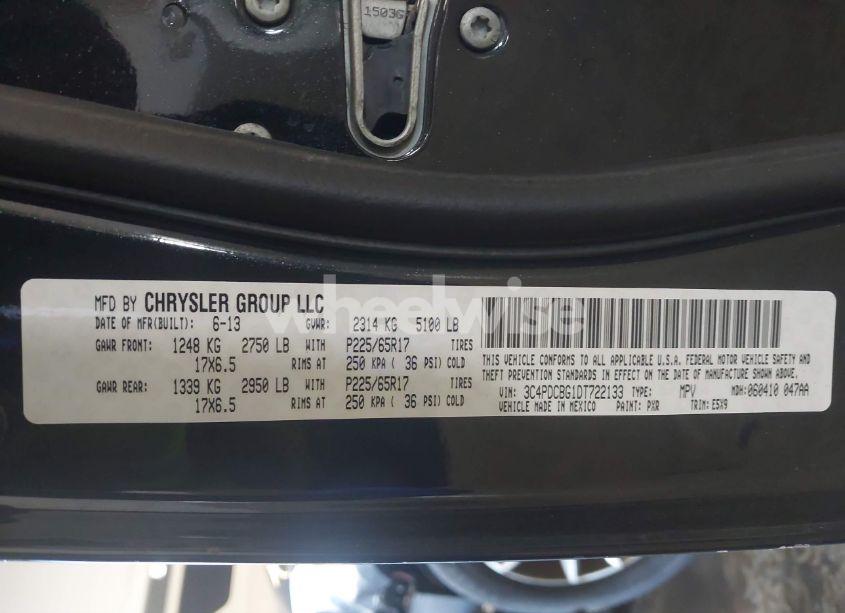 1503G
MFD BY CHRYSLER GROUP LLC
DATE OF MFR(BUILT): 6-13 GVWR: 2314 KG 5100 LB
GAWR FRONT: 1248 KG 2750 LB WITH P225/65R17 TIRES
17X6.5 RIMS AT 250 KPA ( 36 PSI) COLD
GAWR REAR: 1339 KG 2950 LB WITH P225/65R17 TIRES
17X6.5 RIMS AT 250 KPA ( 36 PSI) COLD
THIS VEHICLE CONFORMS TO ALL APPLICABLE U.S.A. FEDERAL MOTOR VEHICLE SAFETY AND
THEFT PREVENTION STANDARDS IN EFFECT ON THE DATE OF MANUFACTURE SHOWN ABOVE.
VIN: 3C4PDCBG1DT722133 TYPE: MPV MDH: 060410 047AA
VEHICLE MADE IN MEXICO PAINT: PXR TRIM: E5X9
wheelwise